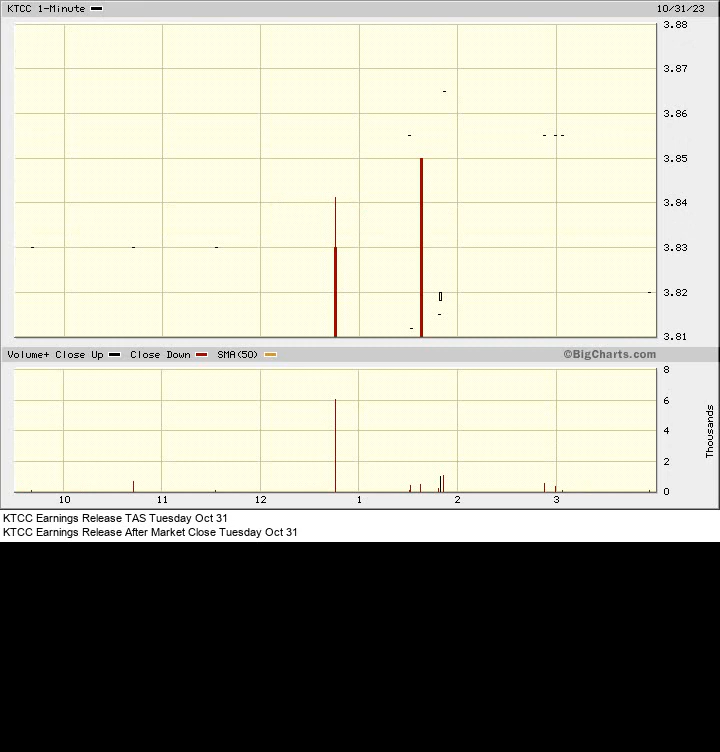 KTCC 1-Minute 10/31/23
3.88
3.87
3.86
3.85
3.84
3.83
3.82
3.81
Volume+ Close Up Close Down SMA(50) ©BigCharts.com
8
6
4
2
0
Thousands
10 11 12 1 2 3
KTCC Earnings Release TAS Tuesday Oct 31
KTCC Earnings Release After Market Close Tuesday Oct 31